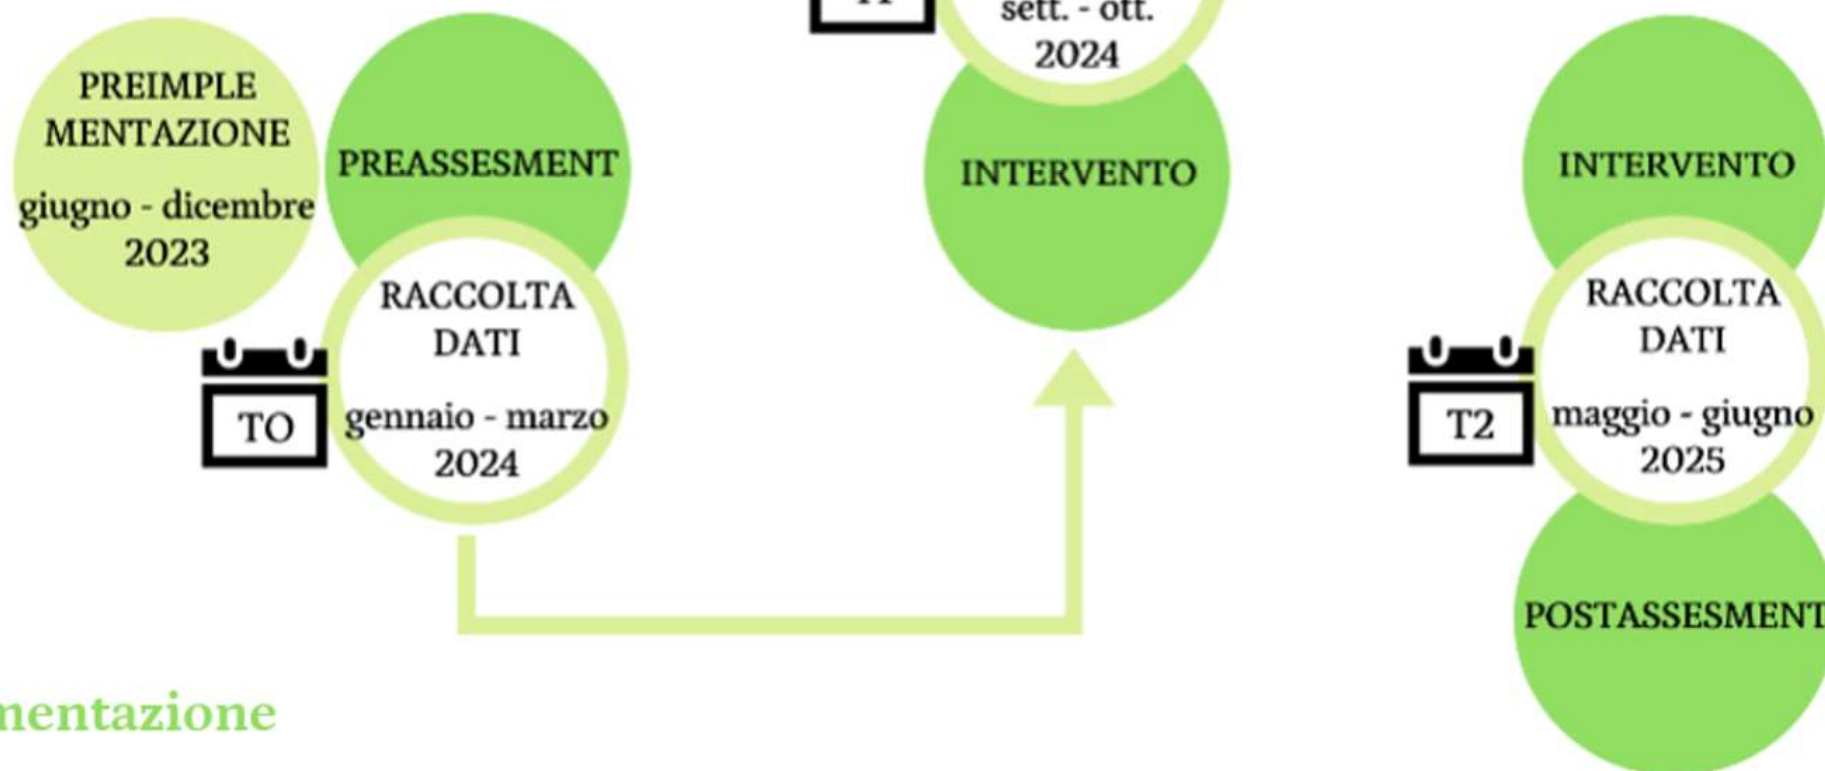 PREIMPLE
MENTAZIONE
giugno - dicembre
2023
PREASSESMENT
RACCOLTA
DATI
TO
gennaio - marzo
2024
sett. - ott.
2024
INTERVENTO
INTERVENTO
RACCOLTA
DATI
T2
maggio - giugno
2025
POSTASSESMENT
mentazione